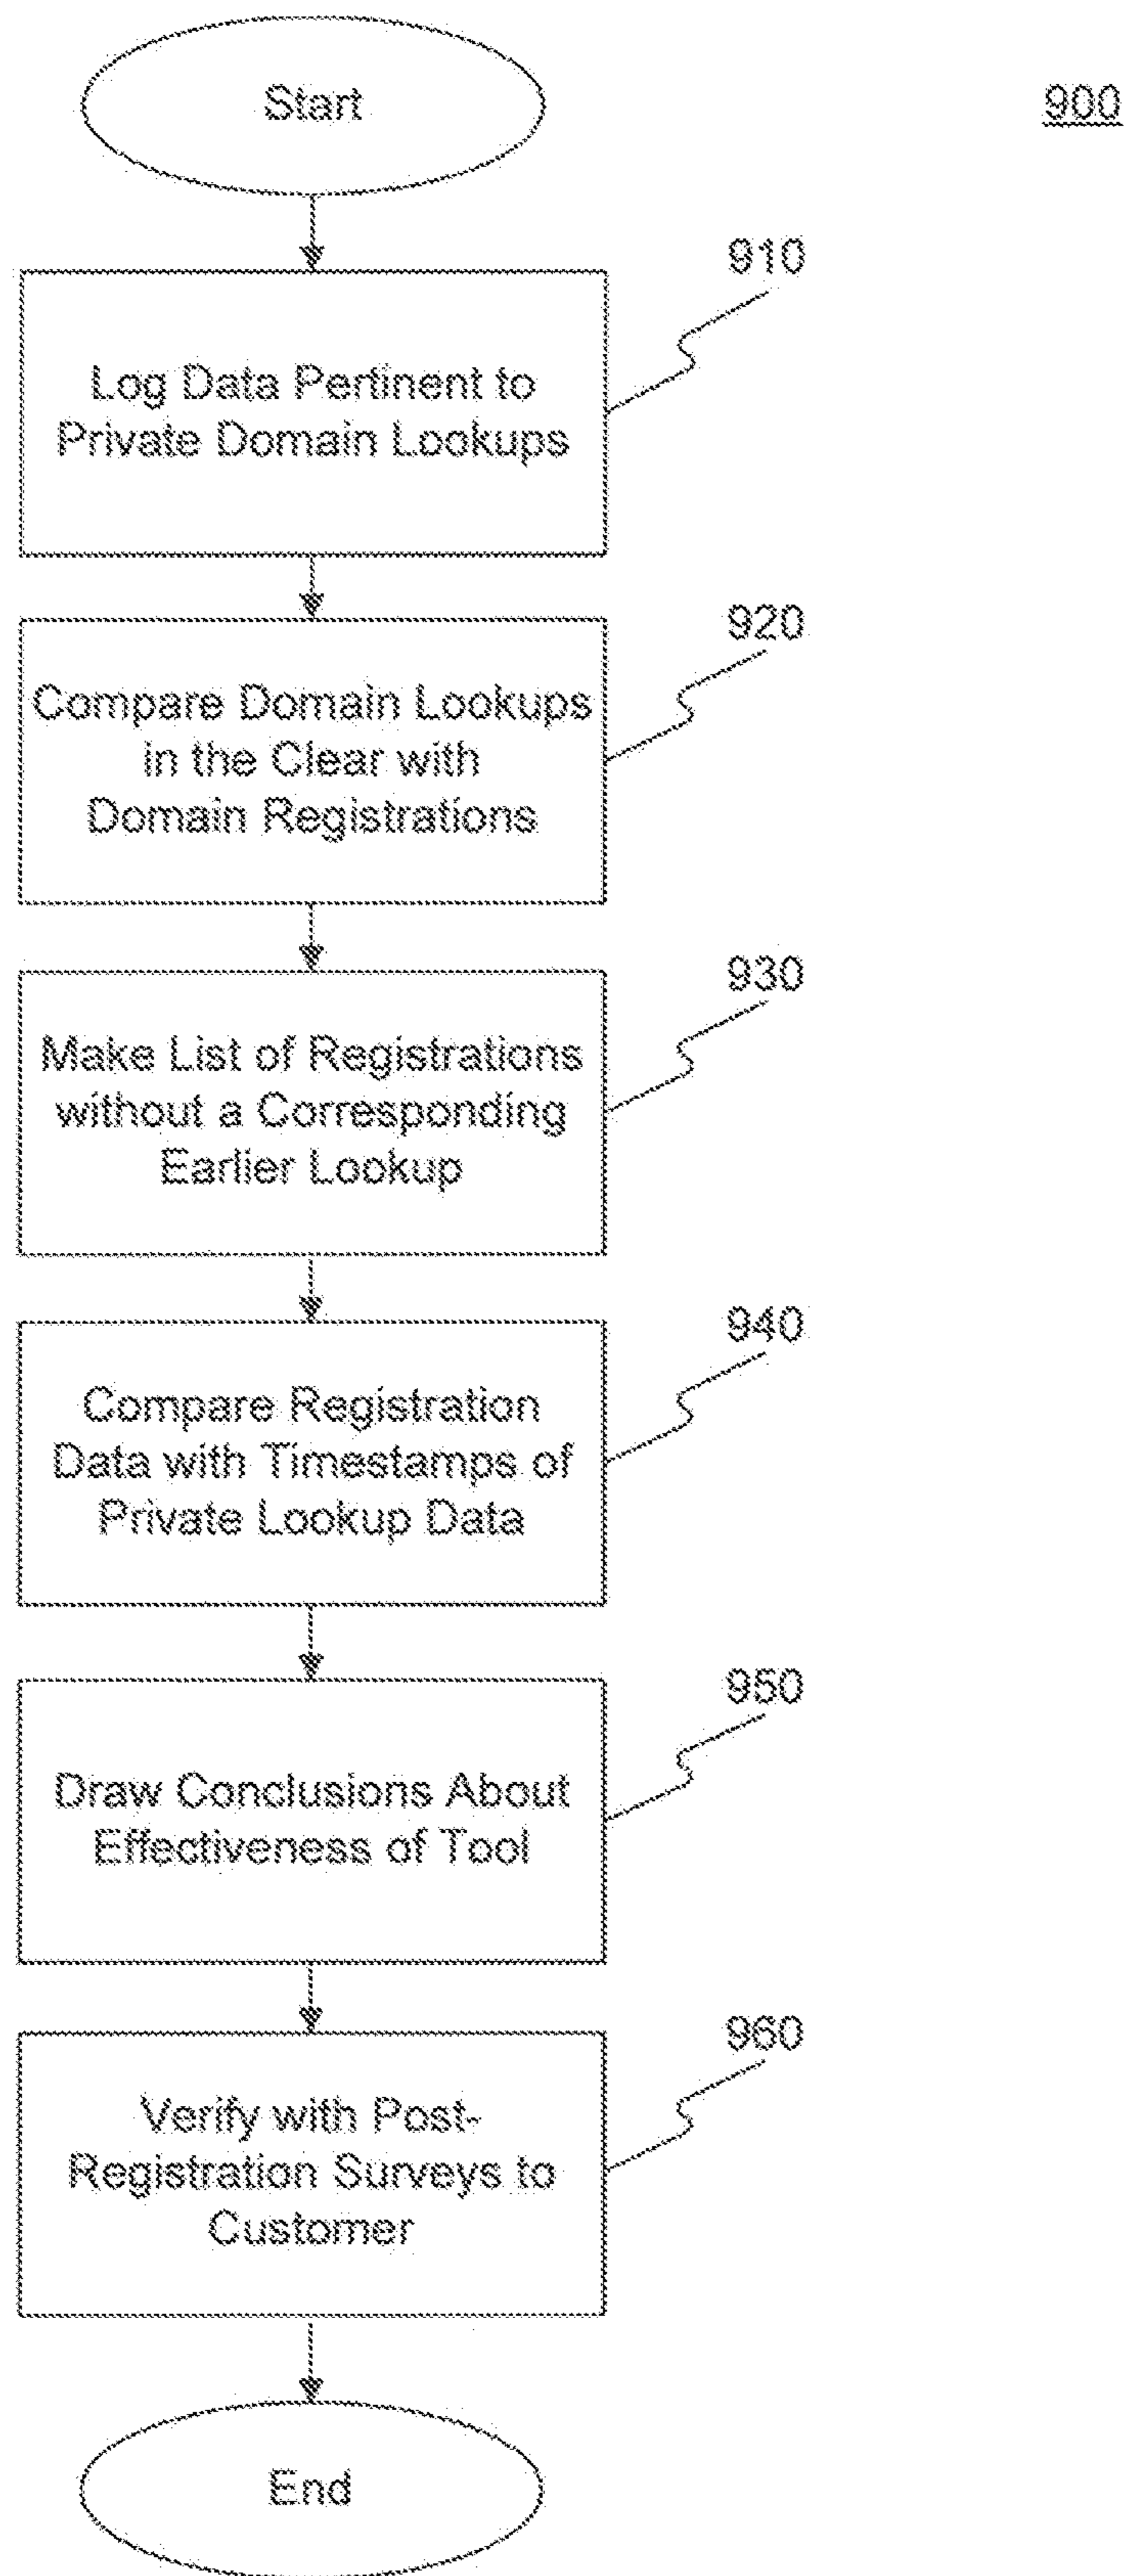 Start
900
910
Log Data Pertinent to
Private Domain Lookups
920
Compare Domain Lookups
in the Clear with
Domain Registrations
930
Make List of Registrations
without a Corresponding
Earlier Lookup
940
Compare Registration
Data with Timestamps of
Private Lookup Data
950
Draw Conclusions About
Effectiveness of Tool
960
Verify with Post-
Registration Surveys to
Customer
End